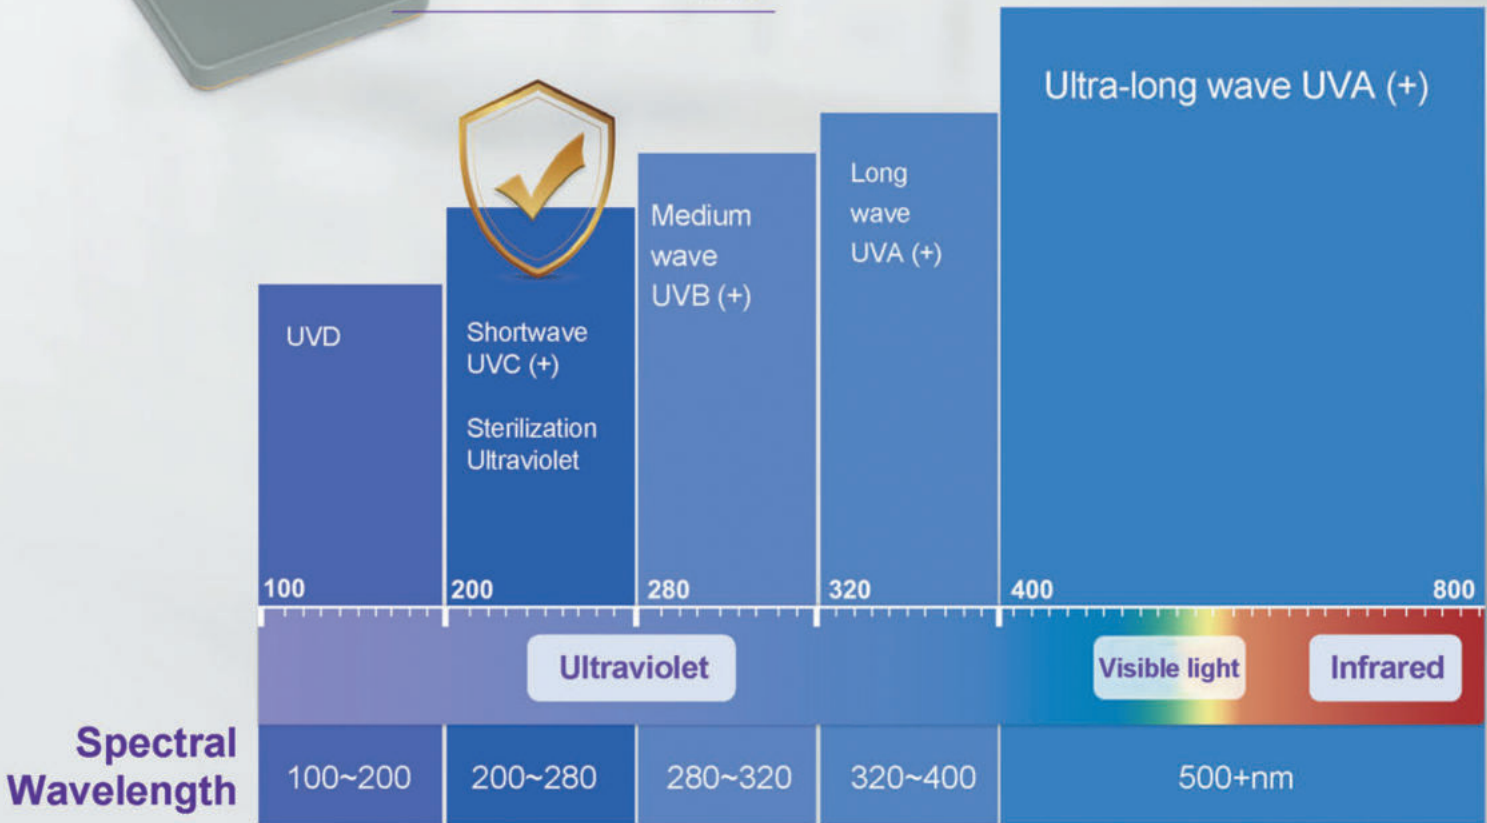 Ultra-long wave UVA (+)
Long
wave
UVA (+)
Medium
wave
UVB (+)
UVD
Shortwave
UVC (+)
Sterilization
Ultraviolet
100
200
280
320
400
800
Ultraviolet
Visible light
Infrared
Spectral
Wavelength
100~200
200~280
280~320
320~400
500+nm